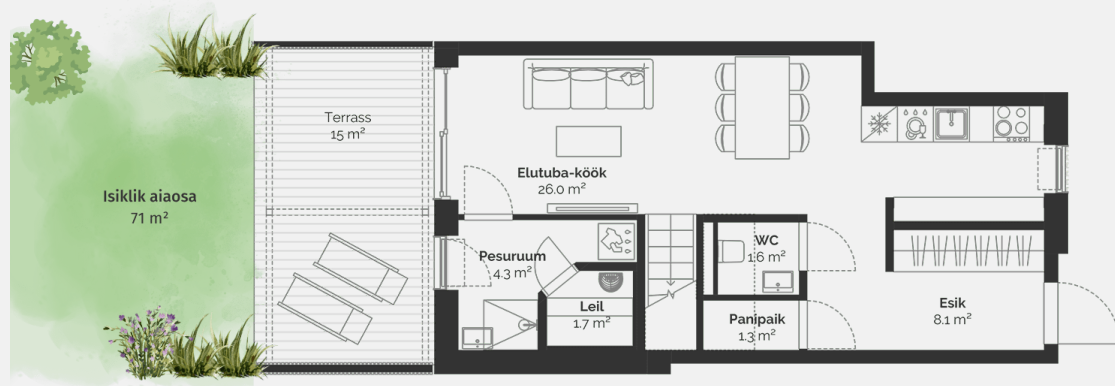 Terrass
15 m²
Isiklik aiaosa
71 m²
Elutuba-köök
26.0 m²
Pesuruum
4.3 m²
Leil
1.7 m²
WC
1.6 m²
Panipaik
1.3 m²
Esik
8.1 m²